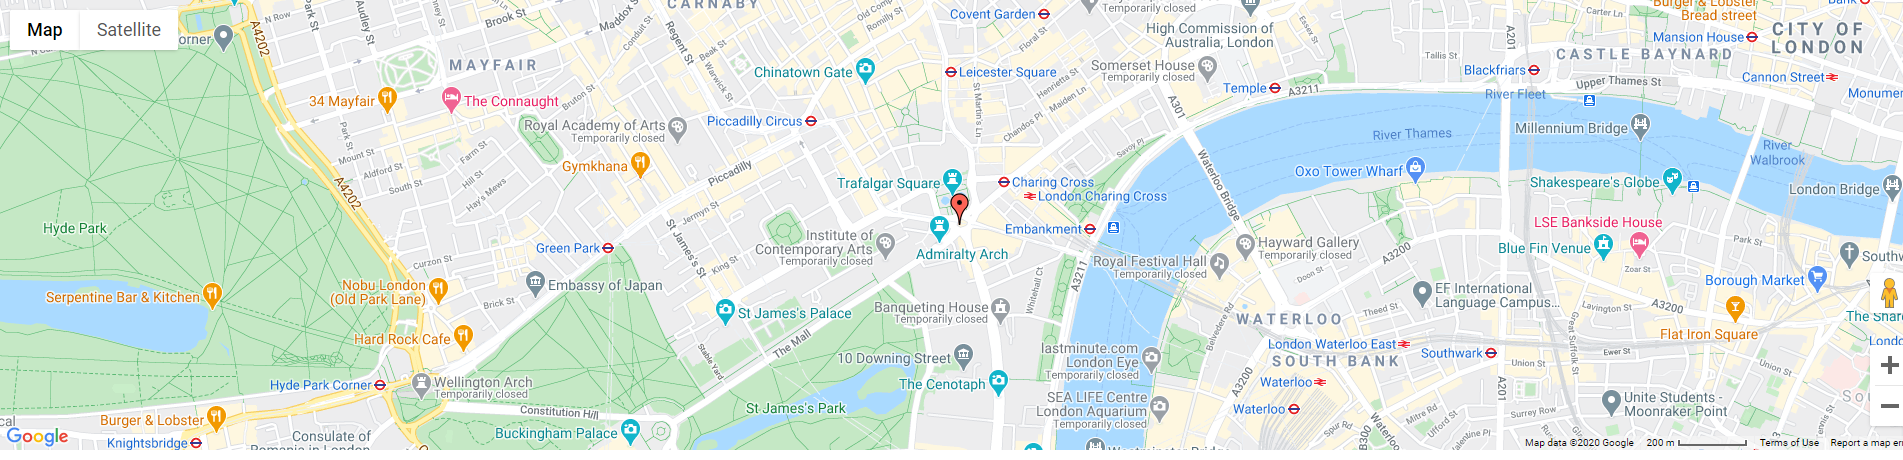 Map
Satellite
orner
A4202
N Row
Park St
N Audley St
Brook St
Maddox St
CARNABY
Old Compton St
Romilly St
Covent Garden
Temporarily closed
High Commission of
Australia, London
Burger & Lobster
Bread street
Carter Ln
Bank
CITY OF
LONDON
Mansion House
CASTLE BAYNARD
MAYFAIR
Conduit St
Regent St
Beak St
Warwick St
Floral St
Tallis St
A201
Blackfriars
Cannon Street
Upper Thames St
Monument
34 Mayfair
The Connaught
Bruton St
Chinatown Gate
Leicester Square
Henrietta St
Maiden Ln
Somerset House
Temporarily closed
Temple
A3211
River Fleet
A301
Royal Academy of Arts
Temporarily closed
Piccadilly Circus
St Martin's Ln
Chandos Pl
Savoy Pl
River Thames
Millennium Bridge
River
Walbrook
Park St
Mount St
Aldford St
South St
Farm St
Hay's Mews
Gymkhana
Piccadilly
Trafalgar Square
Charing Cross
London Charing Cross
Waterloo Bridge
Oxo Tower Wharf
Shakespeare's Globe
London Bridge
A4202
Hyde Park
Jermyn St
St James's St
Green Park
Curzon St
King St
Institute of
Contemporary Arts
Temporarily closed
Admiralty Arch
Embankment
Hayward Gallery
Temporarily closed
A3200
LSE Bankside House
Blue Fin Venue
Park St
Zoar St
Southw
Serpentine Bar & Kitchen
Nobu London
(Old Park Lane)
Brick St
Embassy of Japan
St James's Palace
Banqueting House
Temporarily closed
Whitehall Ct
A3211
Royal Festival Hall
Temporarily closed
Doon St
EF International
Language Campus...
Borough Market
Lavington St
A3200
Theed St
Belvedere Rd
WATERLOO
Great Suffolk St
Flat Iron Square
The Shard
Hard Rock Cafe
Stable Yard
The Mall
10 Downing Street
lastminute.com
London Eye
Temporarily closed
London Waterloo East
SOUTH BANK
Southwark
Ewer St
Union St
Union St
Hyde Park Corner
Wellington Arch
Temporarily closed
The Cenotaph
A3200
Waterloo
A201
Constitution Hill
St James's Park
SEA LIFE Centre
London Aquarium
Temporarily closed
Waterloo
Mitre Rd
Ufford St
Surrey Row
Unite Students -
Moonraker Point
Burger & Lobster
Knightsbridge
Google
Consulate of
Romania in London
Buckingham Palace
Westminster Bridge
Spur Rd
B300
Map data ©2020 Google
200 m
Terms of Use
Report a map err